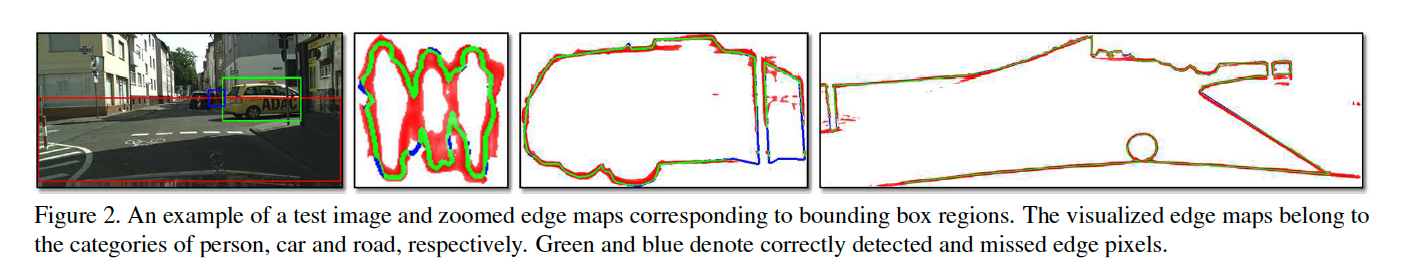 ADAC
Figure 2. An example of a test image and zoomed edge maps corresponding to bounding box regions. The visualized edge maps belong to
the categories of person, car and road, respectively. Green and blue denote correctly detected and missed edge pixels.